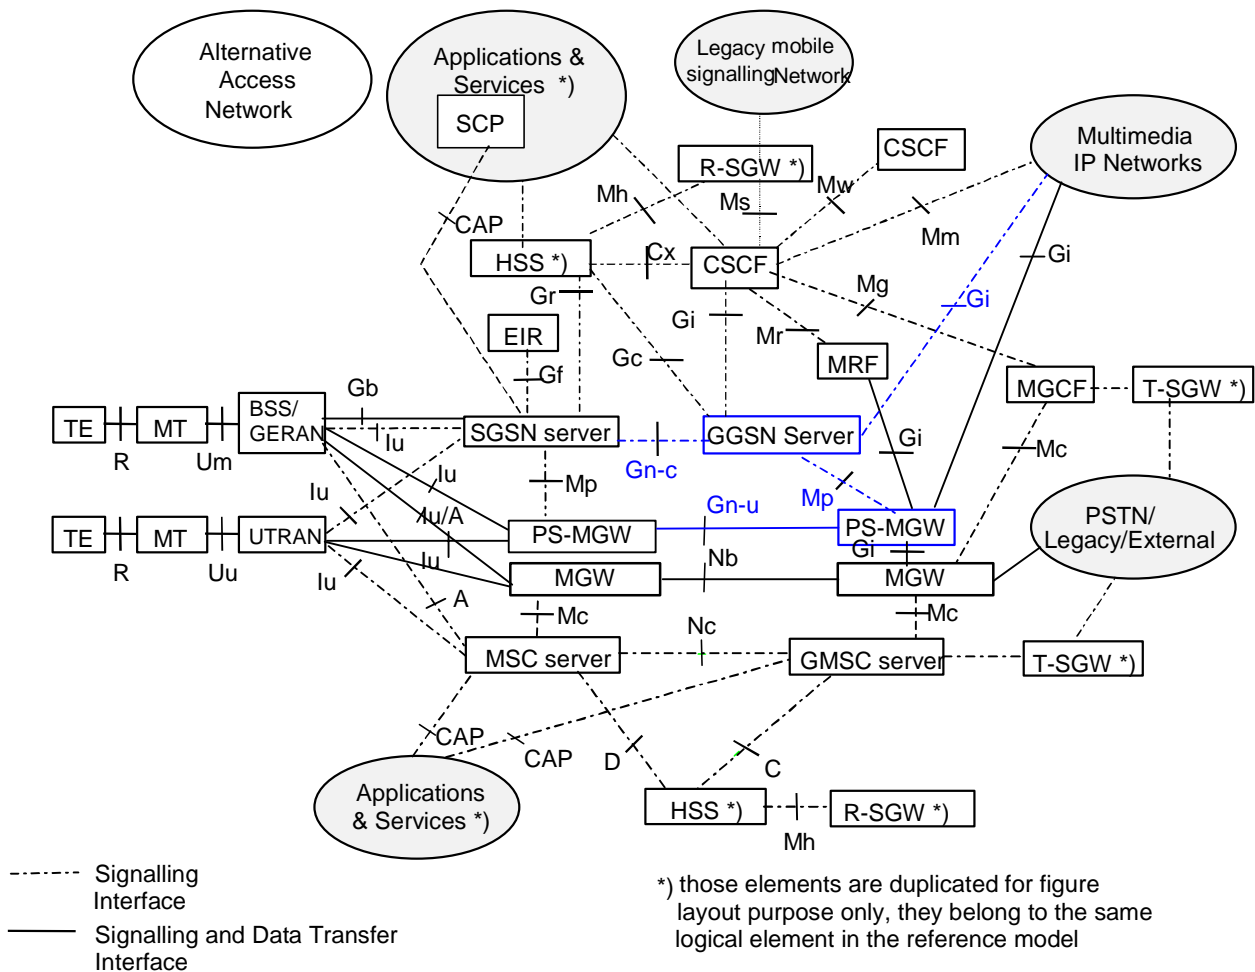 Alternative
Access
Network
Applications &
Services *)
SCP
Legacy mobile
signalling Network
Multimedia
IP Networks
CSCF
R-SGW *)
Mh
Ms
Mw
Mm
CAP
HSS *)
Cx
CSCF
Gi
Gr
Gi
Mg
Gi
EIR
Gf
Gc
Mr
MRF
MGCF
T-SGW *)
Gb
TE
R
MT
Um
BSS/
GERAN
Iu
SGSN server
Gn-c
GGSN Server
Gi
Mc
Iu
Mp
Mp
Iu
Iu/A
Gn-u
PSTN/
Legacy/External
TE
R
MT
Uu
UTRAN
PS-MGW
PS-MGW
Iu
Iu
Gi
MGW
Nb
MGW
A
Mc
Mc
Nc
MSC server
GMSC server
T-SGW *)
CAP
CAP
D
C
Applications
& Services *)
HSS *)
Mh
R-SGW *)
Signalling
Interface
Signalling and Data Transfer
Interface
*) those elements are duplicated for figure
layout purpose only, they belong to the same
logical element in the reference model